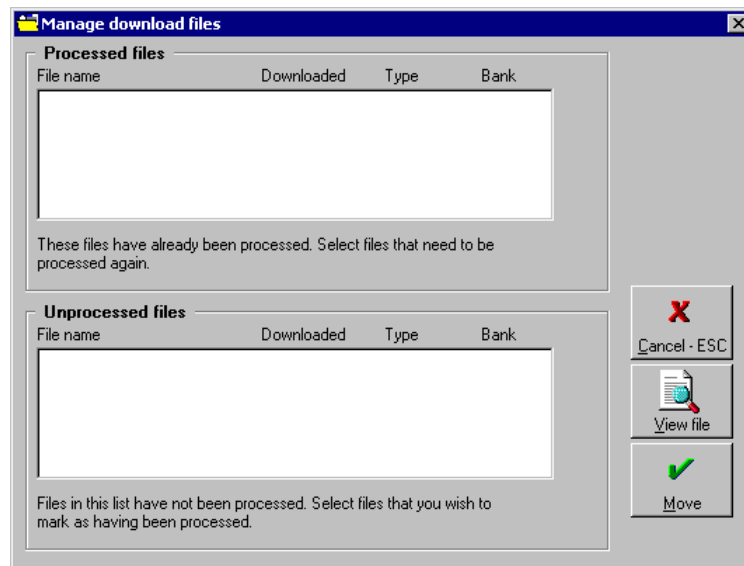 Manage download files
Processed files
File name Downloaded Type Bank
These files have already been processed. Select files that need to be
processed again.
Unprocessed files
File name Downloaded Type Bank
Files in this list have not been processed. Select files that you wish to
mark as having been processed.
Cancel - ESC
View file
Move